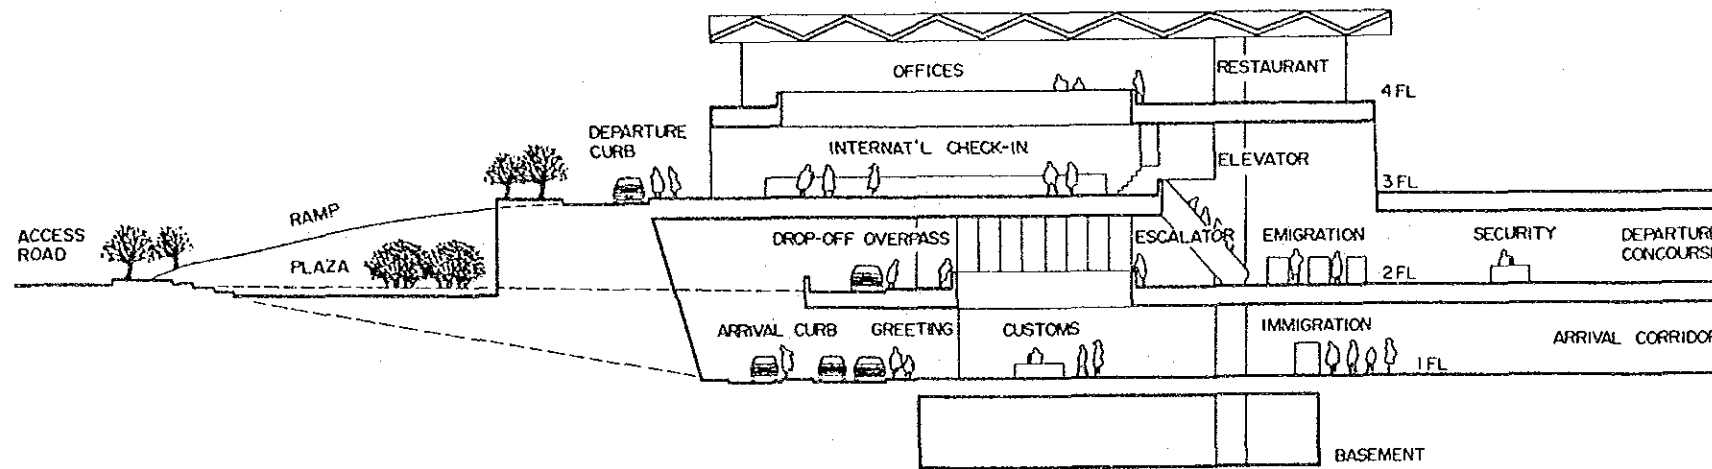 OFFICES
RESTAURANT
4 FL
DEPARTURE
CURB
INTERNAT'L CHECK-IN
ELEVATOR
3 FL
RAMP
ACCESS
ROAD
PLAZA
DROP-OFF OVERPASS
ESCALATOR
EMIGRATION
SECURITY
DEPARTURE
CONCOURSE
2 FL
ARRIVAL CURB
GREETING
CUSTOMS
IMMIGRATION
ARRIVAL CORRIDOR
1 FL
BASEMENT